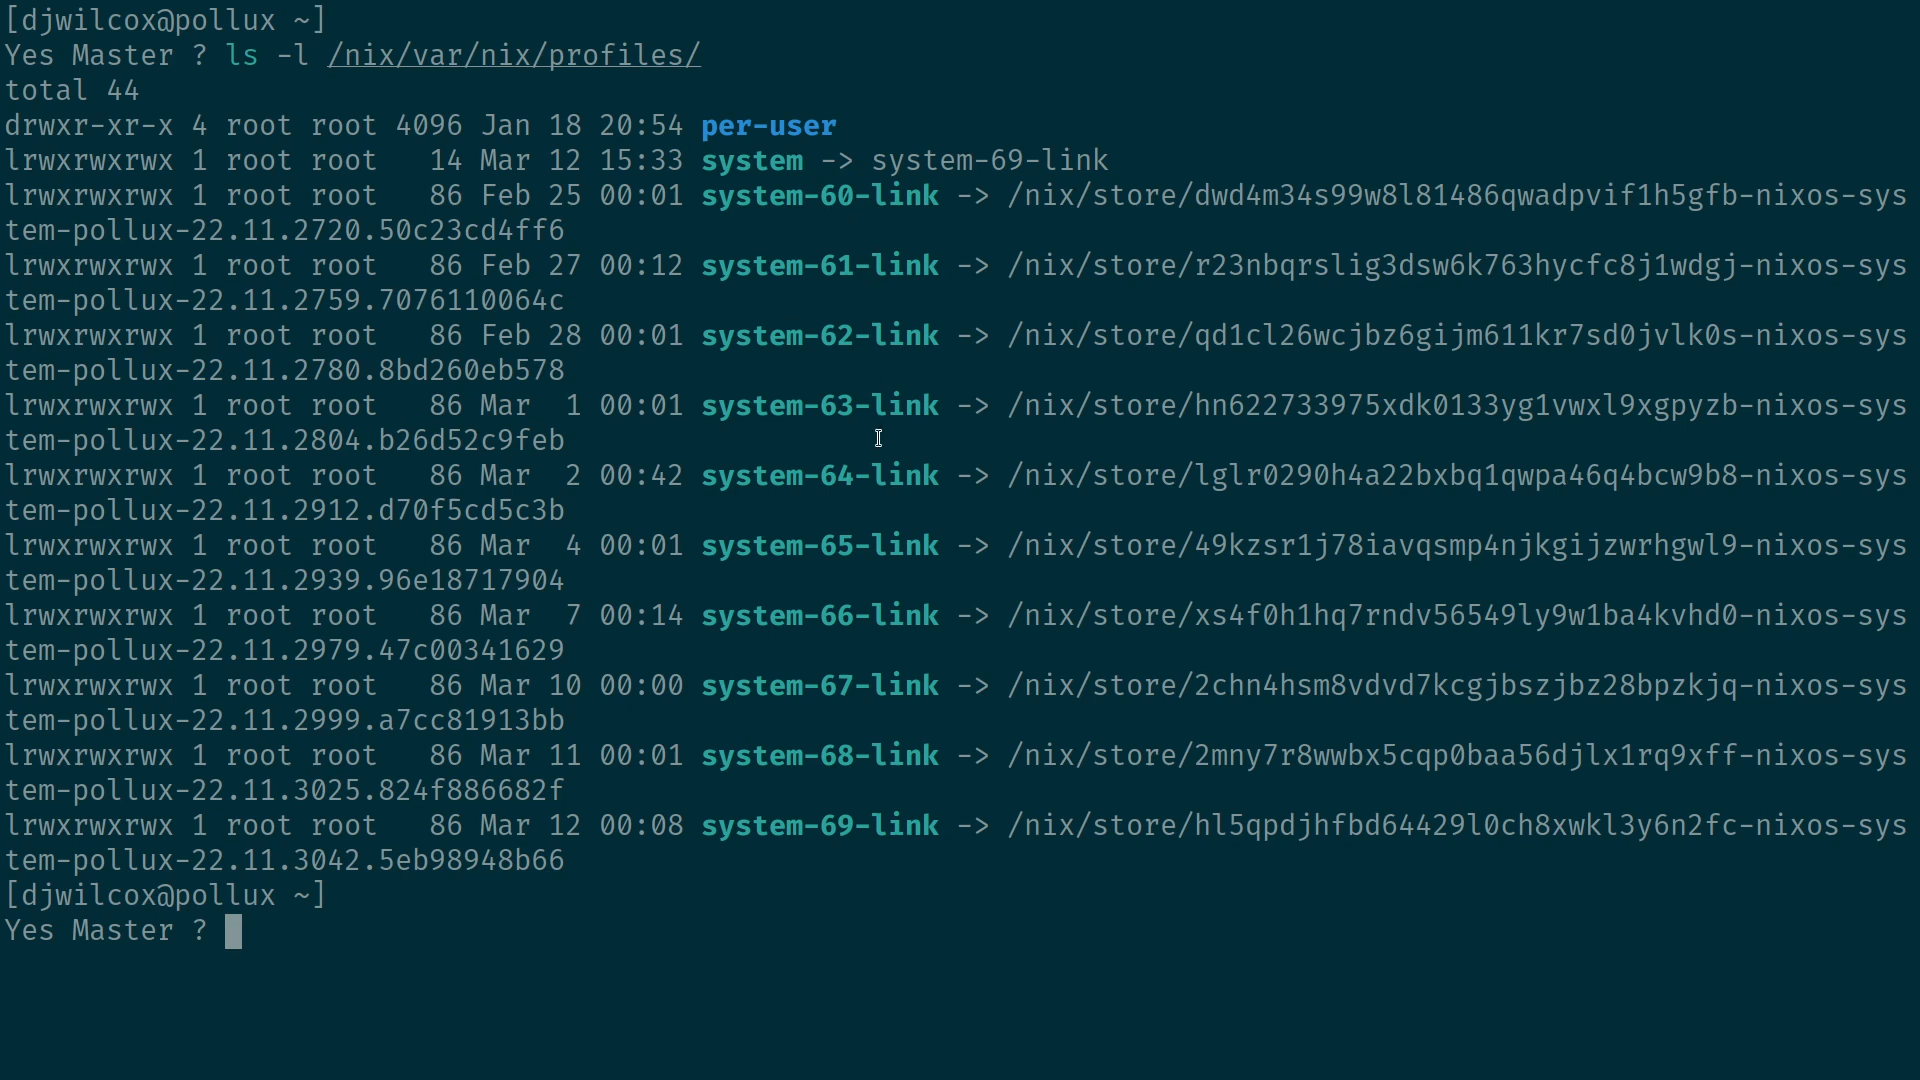 [djwilcox@pollux ~]
Yes Master ? ls -l /nix/var/nix/profiles/
total 44
drwxr-xr-x 4 root root 4096 Jan 18 20:54 per-user
lrwxrwxrwx 1 root root   14 Mar 12 15:33 system -> system-69-link
lrwxrwxrwx 1 root root   86 Feb 25 00:01 system-60-link -> /nix/store/dwd4m34s99w8l81486qwadpvif1h5gfb-nixos-sys
tem-pollux-22.11.2720.50c23cd4ff6
lrwxrwxrwx 1 root root   86 Feb 27 00:12 system-61-link -> /nix/store/r23nbqrslig3dsw6k763hycfc8j1wdgj-nixos-sys
tem-pollux-22.11.2759.7076110064c
lrwxrwxrwx 1 root root   86 Feb 28 00:01 system-62-link -> /nix/store/qd1cl26wcjbz6gijm611kr7sd0jvlk0s-nixos-sys
tem-pollux-22.11.2780.8bd260eb578
lrwxrwxrwx 1 root root   86 Mar  1 00:01 system-63-link -> /nix/store/hn622733975xdk0133yg1vwxl9xgpyzb-nixos-sys
tem-pollux-22.11.2804.b26d52c9feb
lrwxrwxrwx 1 root root   86 Mar  2 00:42 system-64-link -> /nix/store/lglr0290h4a22bxbq1qwpa46q4bcw9b8-nixos-sys
tem-pollux-22.11.2912.d70f5cd5c3b
lrwxrwxrwx 1 root root   86 Mar  4 00:01 system-65-link -> /nix/store/49kzsr1j78iavqsmp4njkgijzwrhgwl9-nixos-sys
tem-pollux-22.11.2939.96e18717904
lrwxrwxrwx 1 root root   86 Mar  7 00:14 system-66-link -> /nix/store/xs4f0h1hq7rndv56549ly9w1ba4kvhd0-nixos-sys
tem-pollux-22.11.2979.47c00341629
lrwxrwxrwx 1 root root   86 Mar 10 00:00 system-67-link -> /nix/store/2chn4hsm8vdvd7kcgjbszjbz28bpzkjq-nixos-sys
tem-pollux-22.11.2999.a7cc81913bb
lrwxrwxrwx 1 root root   86 Mar 11 00:01 system-68-link -> /nix/store/2mny7r8wwbx5cqp0baa56djlx1rq9xff-nixos-sys
tem-pollux-22.11.3025.824f886682f
lrwxrwxrwx 1 root root   86 Mar 12 00:08 system-69-link -> /nix/store/hl5qpdjhfbd64429l0ch8xwkl3y6n2fc-nixos-sys
tem-pollux-22.11.3042.5eb98948b66
[djwilcox@pollux ~]
Yes Master ?